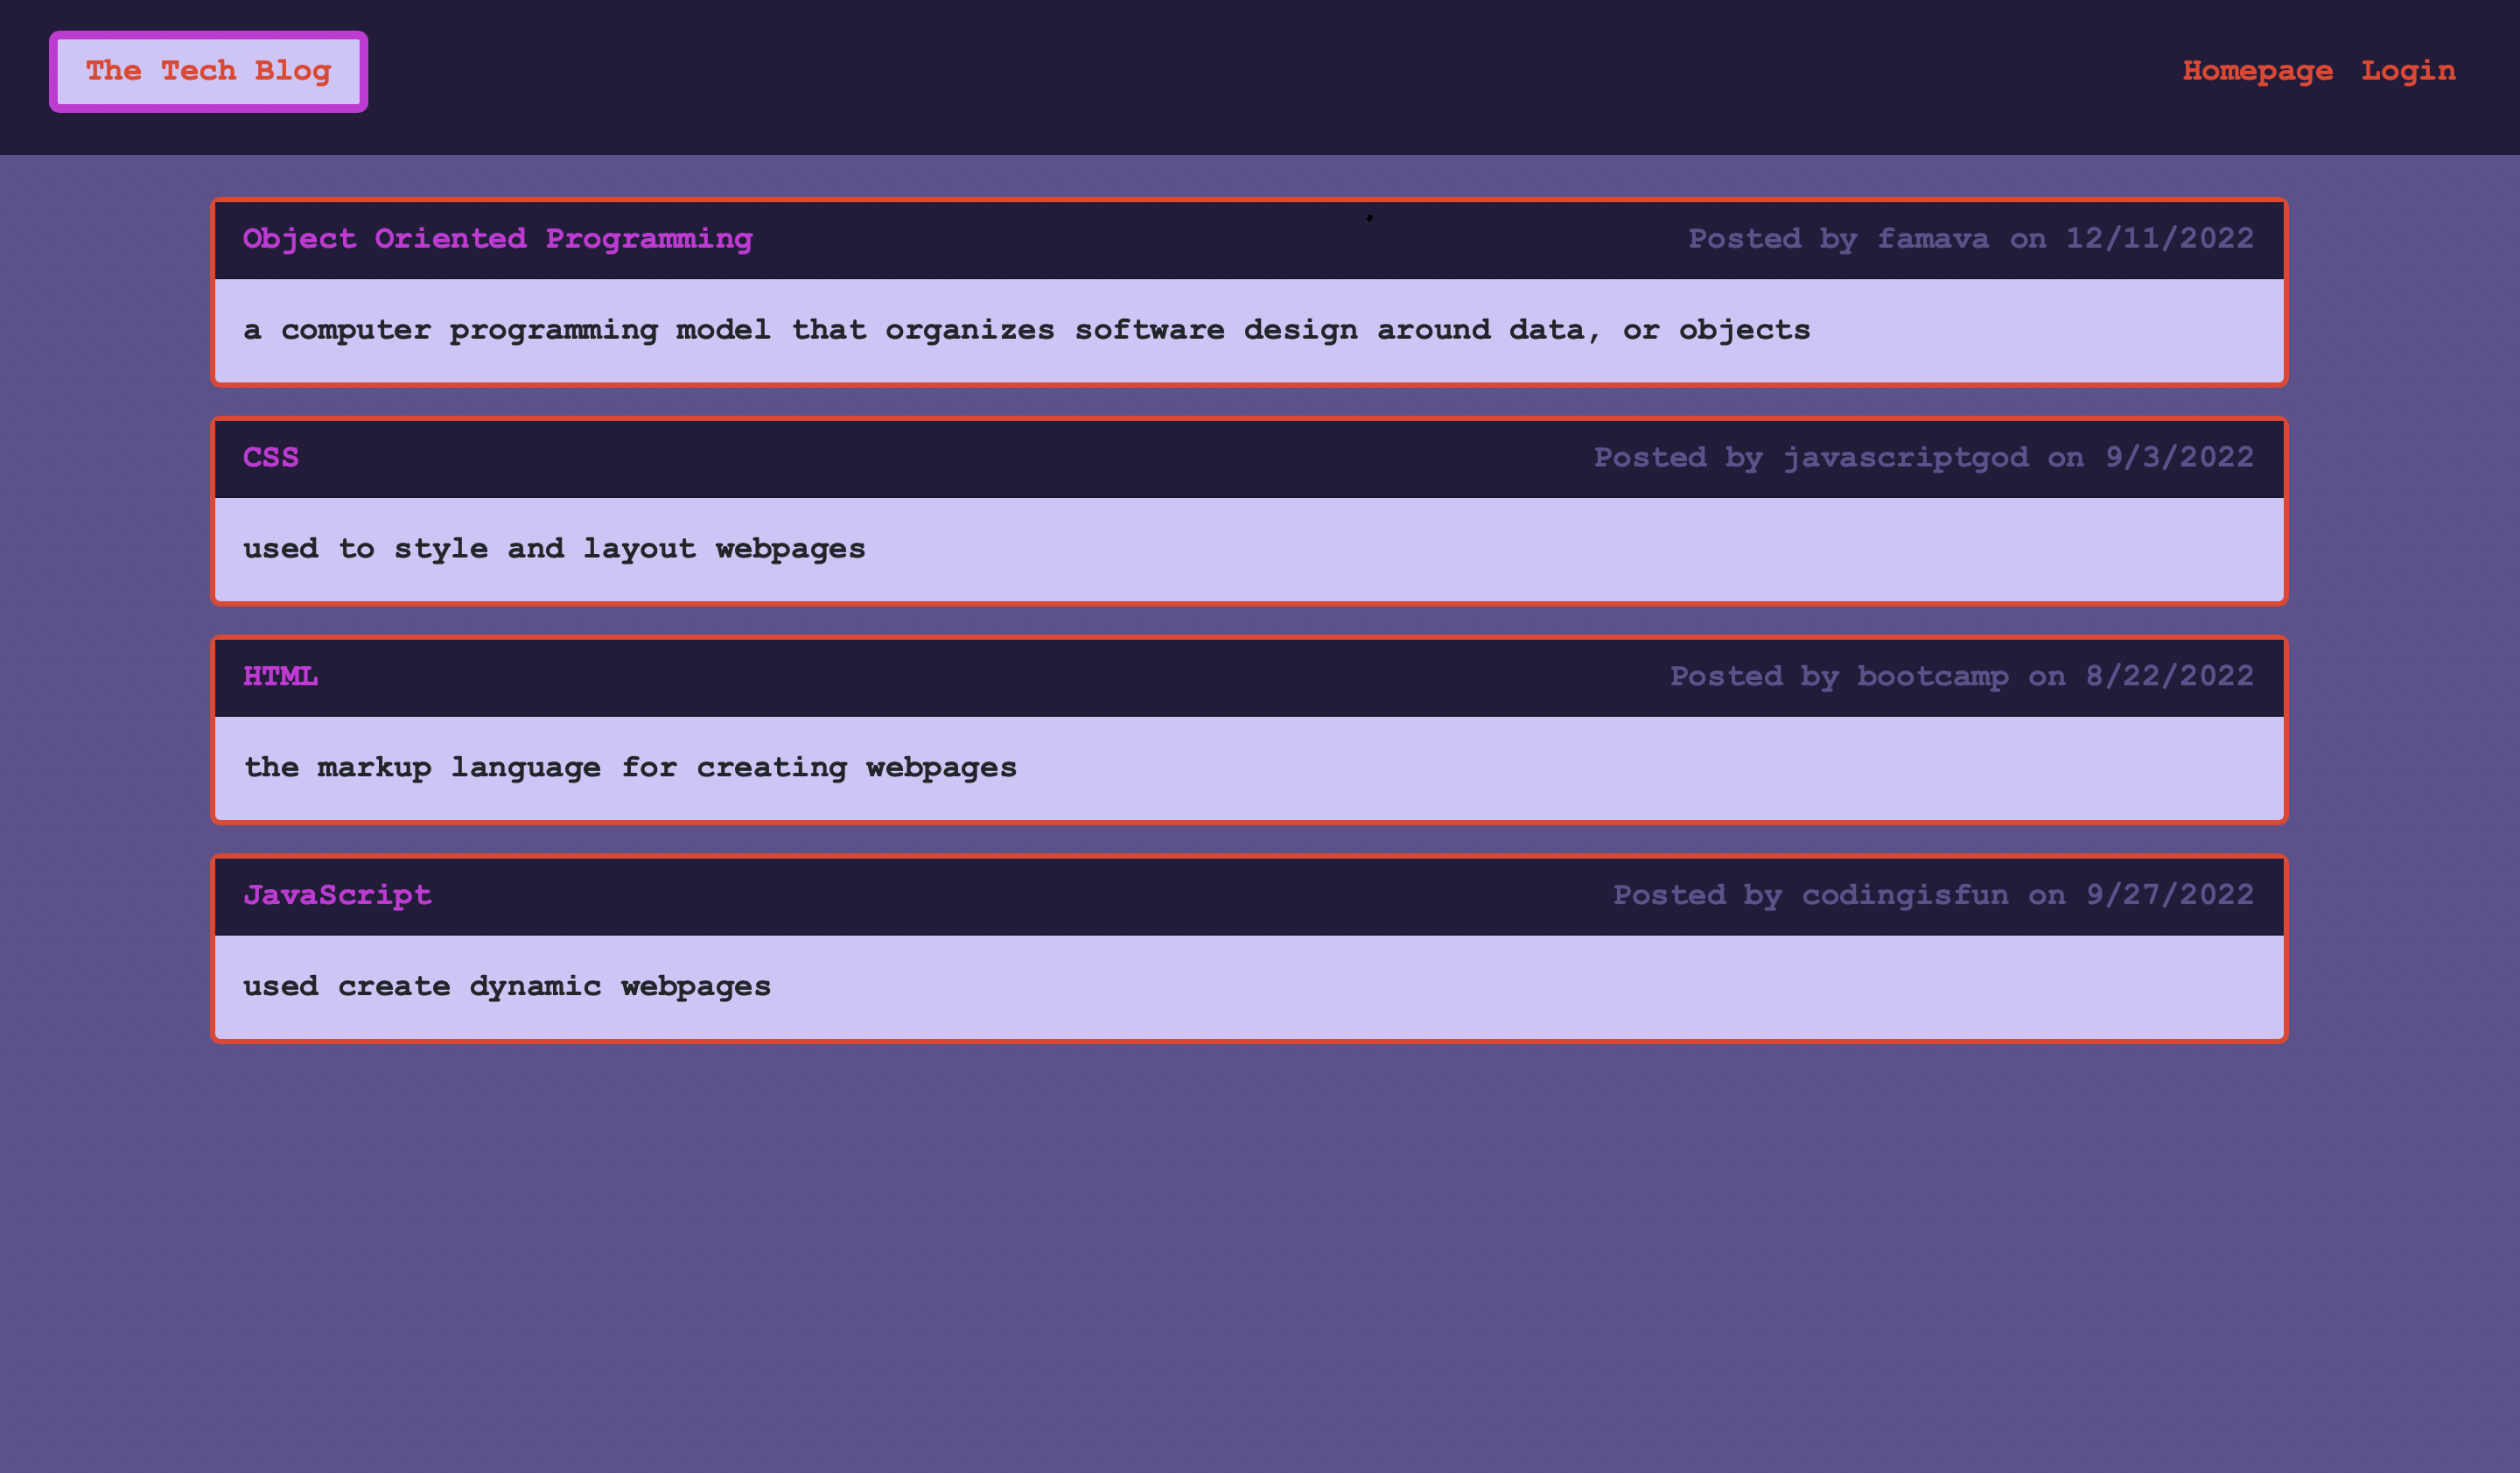 The Tech Blog
Homepage Login
Object Oriented Programming Posted by famava on 12/11/2022
a computer programming model that organizes software design around data, or objects
CSS Posted by javascriptgod on 9/3/2022
used to style and layout webpages
HTML Posted by bootcamp on 8/22/2022
the markup language for creating webpages
JavaScript Posted by codingisfun on 9/27/2022
used create dynamic webpages